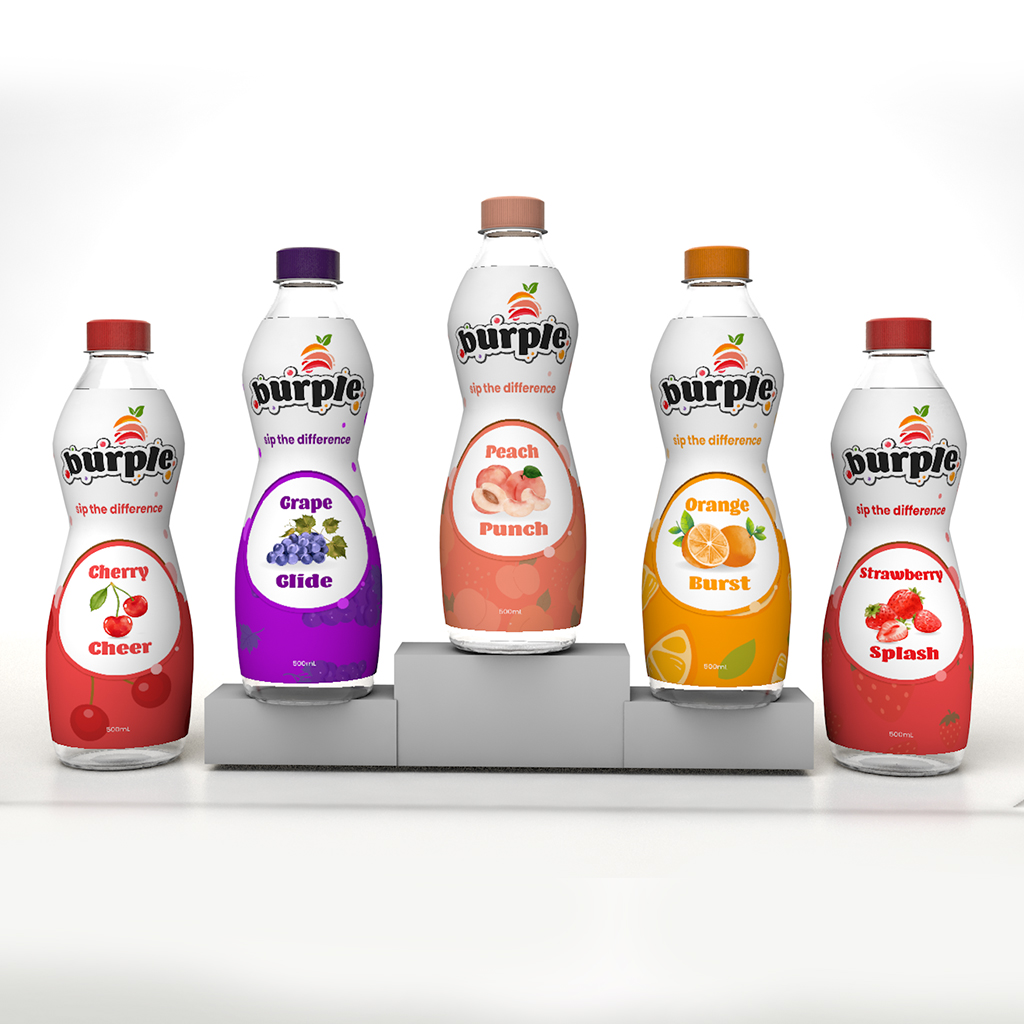 burple
sip the difference
Cherry
Cheer
500mL
burple
sip the difference
Grape
Glide
500mL
burple
sip the difference
Peach
Punch
500mL
burple
sip the difference
Orange
Burst
500mL
burple
sip the difference
Strawberry
Splash
500mL